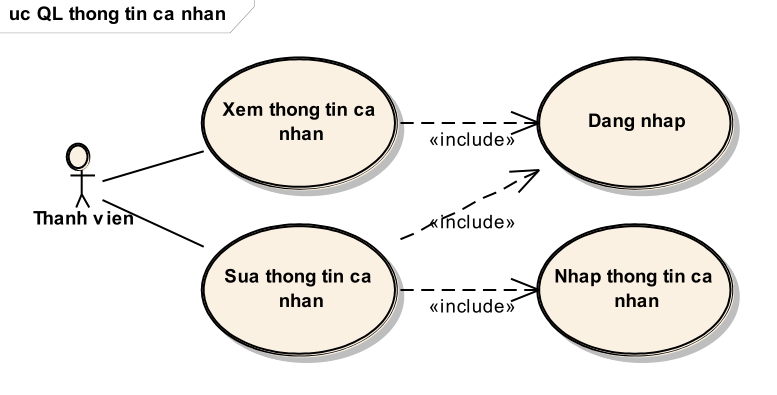 uc QL thong tin ca nhan
Xem thong tin ca
nhan
Dang nhap
«include»
Thanh vien
«include»
Sua thong tin ca
nhan
Nhap thong tin ca
nhan
«include»